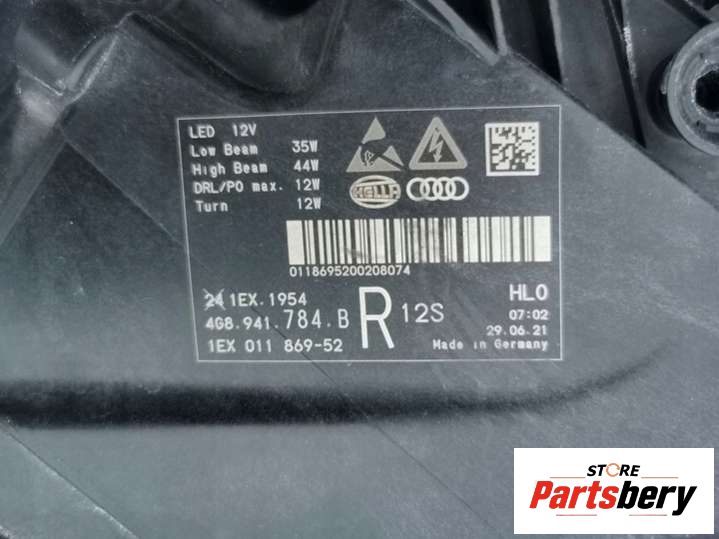 LED 12V
Low Beam 35W
High Beam 44W
DRL/PO max. 12W
Turn 12W
HELLA
0118695200208074
24 1EX.1954
4G8.941.784.B
1EX 011 869-52
R 12S
HLO
07:02
29.06.21
Made in Germany
STORE
Partsbery